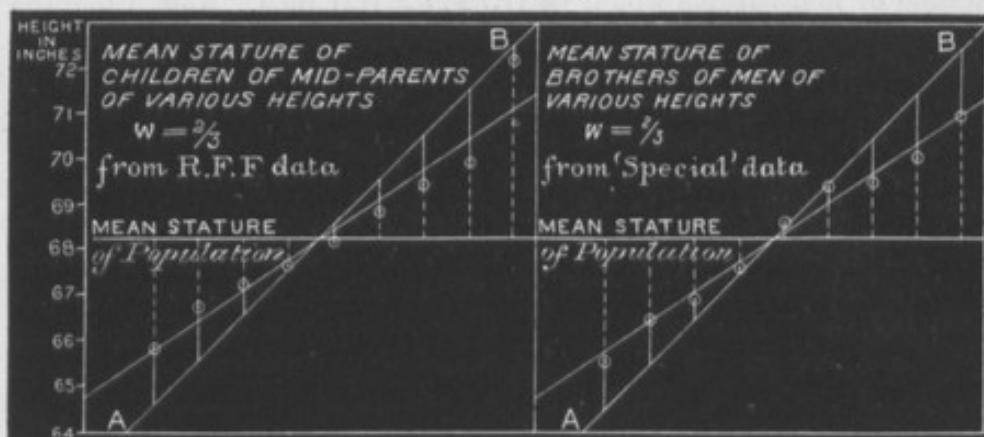 HEIGHT
IN
INCHES
72
71
70
69
68
67
66
65
64
MEAN STATURE OF
CHILDREN OF MID-PARENTS
OF VARIOUS HEIGHTS
W = 2/3
from R.F.F data
MEAN STATURE
of Population
A
B
MEAN STATURE OF
BROTHERS OF MEN OF
VARIOUS HEIGHTS
W = 2/3
from 'Special' data
MEAN STATURE
of Population
A
B